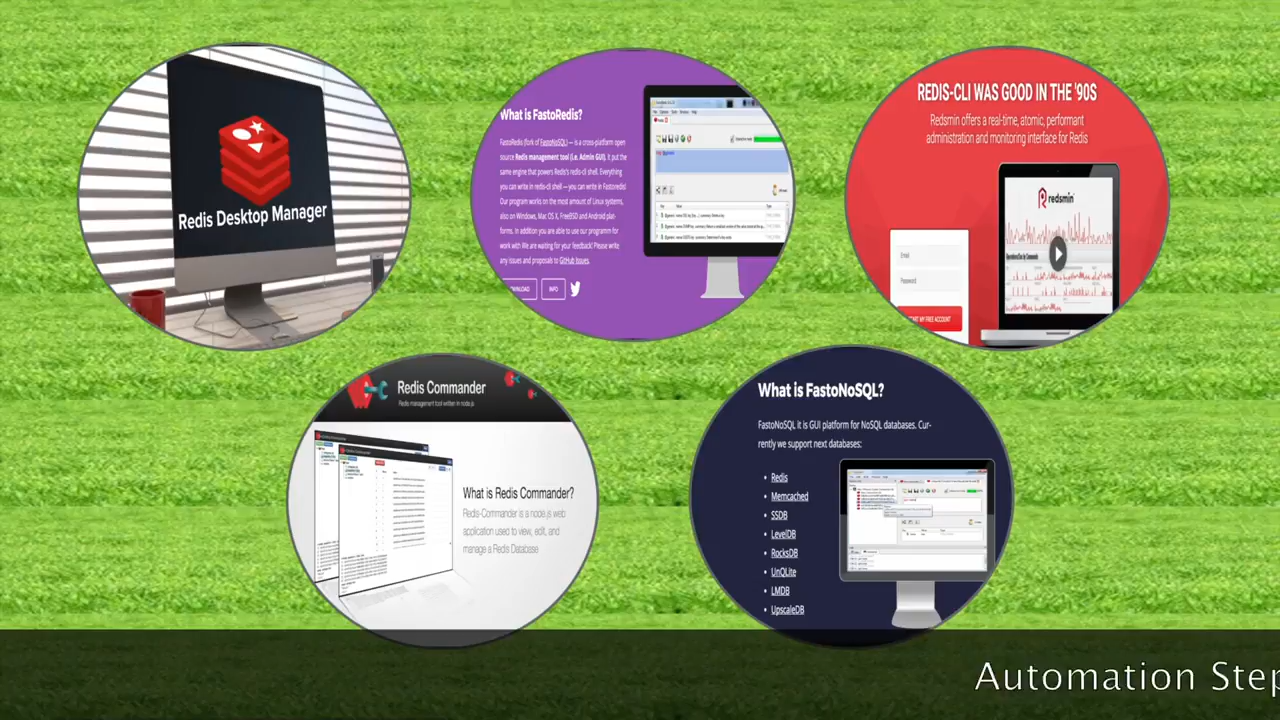 Redis Desktop Manager
What is FastoRedis?
FastoRedis (fork of FastoNoSQL) — is a cross-platform open
source Redis management tool (i.e. Admin GUI). It put the
same engine that powers Redis's redis-cli shell. Everything
you can write in redis-cli shell — you can write in Fastoredis!
Our program works on the most amount of Linux systems,
also on Windows, Mac OS X, FreeBSD and Android plat-
forms. In addition you are able to use our programm for
work with We are waiting for your feedback! Please write
any issues and proposals to GitHub Issues.
INFO
REDIS-CLI WAS GOOD IN THE '90S
Redsmin offers a real-time, atomic, performant
administration and monitoring interface for Redis
redsmin
Email
Password
MY FREE ACCOUNT
Redis Commander
Redis management tool written in node.js
What is Redis Commander?
Redis-Commander is a node.js web
application used to view, edit, and
manage a Redis Database
What is FastoNoSQL?
FastoNoSQL it is GUI platform for NoSQL databases. Cur-
rently we support next databases:
• Redis
• Memcached
• SSDB
• LevelDB
• RocksDB
• UnQLite
• LMDB
• UpscaleDB
Automation Step